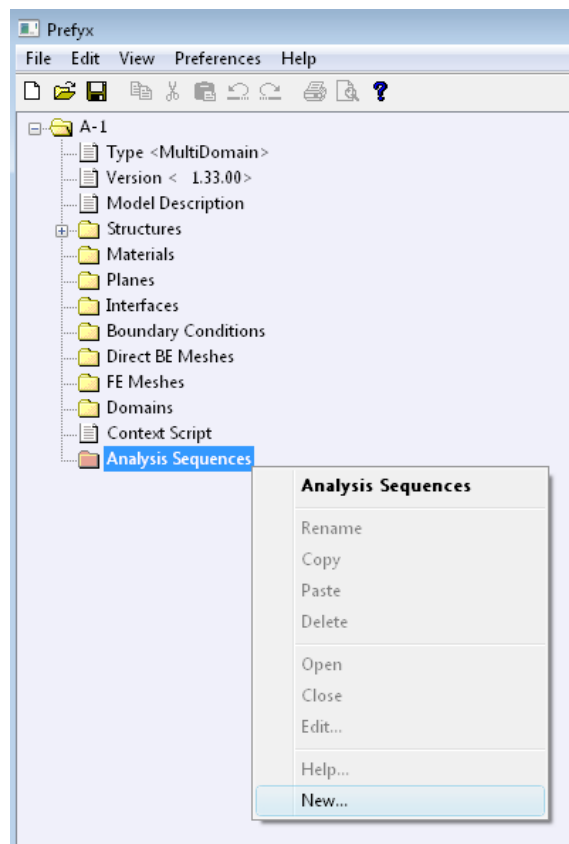 Prefyx
File Edit View Preferences Help
A-1
Type <MultiDomain>
Version < 1.33.00>
Model Description
Structures
Materials
Planes
Interfaces
Boundary Conditions
Direct BE Meshes
FE Meshes
Domains
Context Script
Analysis Sequences
Analysis Sequences
Rename
Copy
Paste
Delete
Open
Close
Edit...
Help...
New...